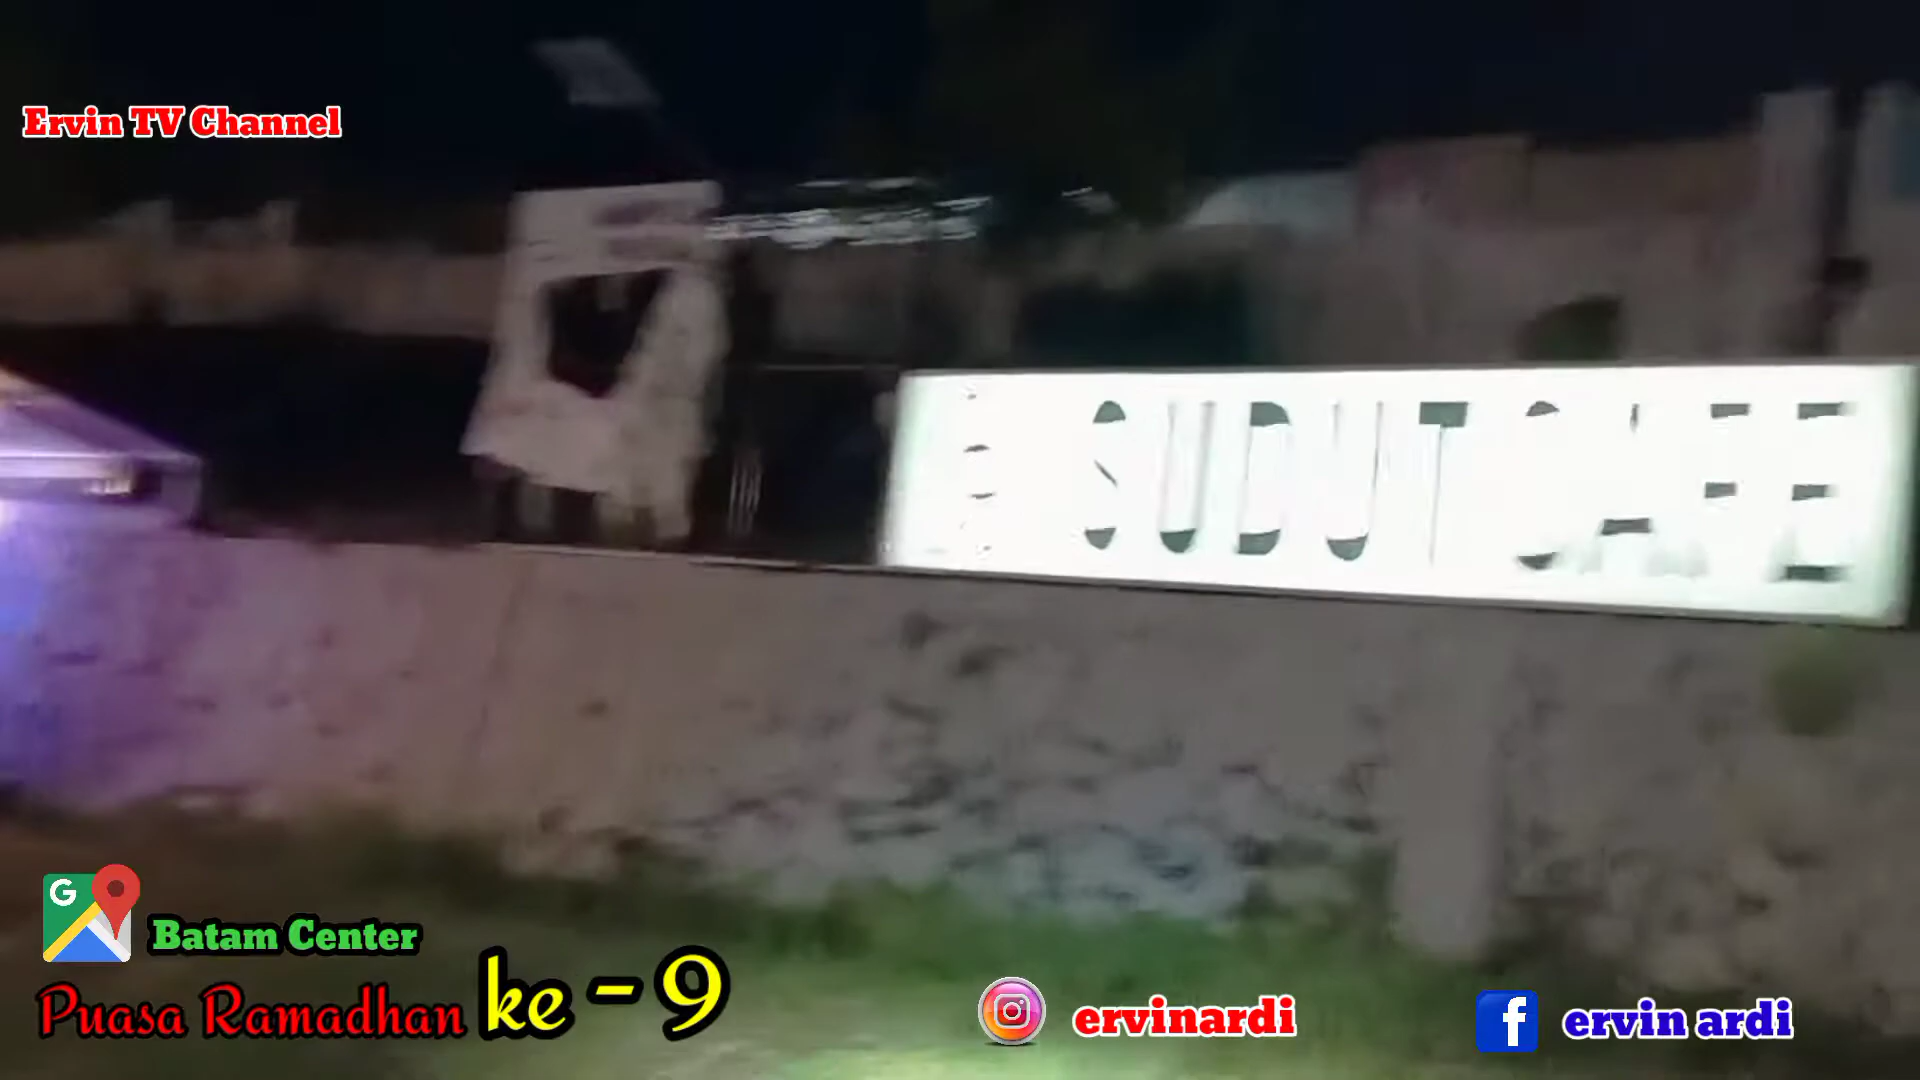 Ervin TV Channel
SUDUT CAFE
Batam Center
Puasa Ramadhan ke - 9
ervinardi
ervin ardi